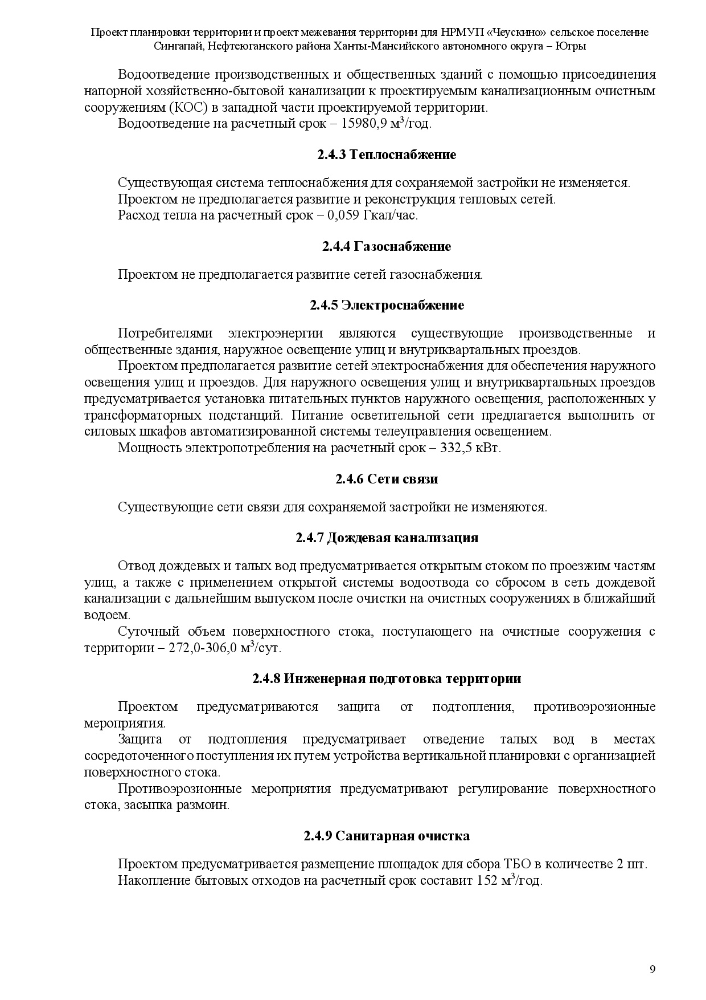 Проект планировки территории и проект межевания территории для НРМУП «Чеускино» сельское поселение
Сингапай, Нефтеюганского района Ханты-Мансийского автономного округа – Югры
Водоотведение производственных и общественных зданий с помощью присоединения
напорной хозяйственно-бытовой канализации к проектируемым канализационным очистным
сооружениям (КОС) в западной части проектируемой территории.
Водоотведение на расчетный срок – 15980,9 м³/год.
2.4.3 Теплоснабжение
Существующая система теплоснабжения для сохраняемой застройки не изменяется.
Проектом не предполагается развитие и реконструкция тепловых сетей.
Расход тепла на расчетный срок – 0,059 Гкал/час.
2.4.4 Газоснабжение
Проектом не предполагается развитие сетей газоснабжения.
2.4.5 Электроснабжение
Потребителями электроэнергии являются существующие производственные и
общественные здания, наружное освещение улиц и внутриквартальных проездов.
Проектом предполагается развитие сетей электроснабжения для обеспечения наружного
освещения улиц и проездов. Для наружного освещения улиц и внутриквартальных проездов
предусматривается установка питательных пунктов наружного освещения, расположенных у
трансформаторных подстанций. Питание осветительной сети предлагается выполнить от
силовых шкафов автоматизированной системы телеуправления освещением.
Мощность электропотребления на расчетный срок – 332,5 кВт.
2.4.6 Сети связи
Существующие сети связи для сохраняемой застройки не изменяются.
2.4.7 Дождевая канализация
Отвод дождевых и талых вод предусматривается открытым стоком по проезжим частям
улиц, а также с применением открытой системы водоотвода со сбросом в сеть дождевой
канализации с дальнейшим выпуском после очистки на очистных сооружениях в ближайший
водоем.
Суточный объем поверхностного стока, поступающего на очистные сооружения с
территории – 272,0-306,0 м³/сут.
2.4.8 Инженерная подготовка территории
Проектом предусматриваются защита от подтопления, противоэрозионные
мероприятия.
Защита от подтопления предусматривает отведение талых вод в местах
сосредоточенного поступления их путем устройства вертикальной планировки с организацией
поверхностного стока.
Противоэрозионные мероприятия предусматривают регулирование поверхностного
стока, засыпка размоин.
2.4.9 Санитарная очистка
Проектом предусматривается размещение площадок для сбора ТБО в количестве 2 шт.
Накопление бытовых отходов на расчетный срок составит 152 м³/год.
9